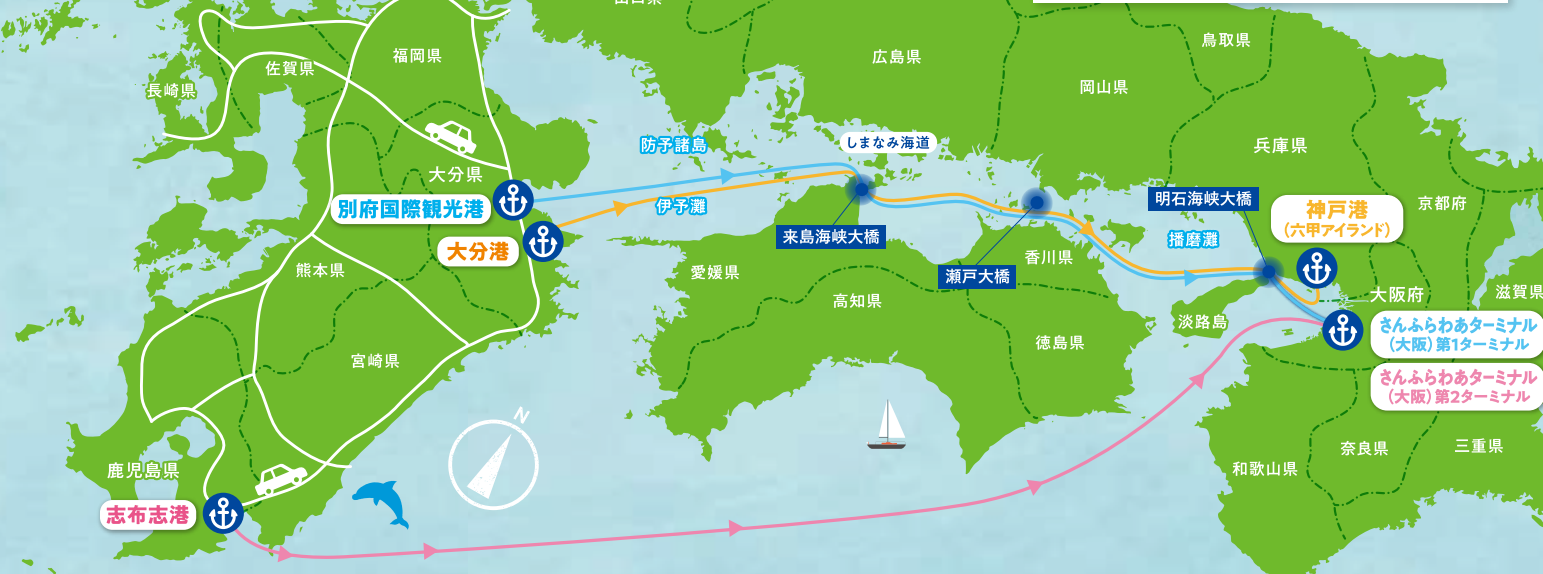 山口県
鳥取県
福岡県
広島県
佐賀県
岡山県
長崎県
防予諸島
しまなみ海道
兵庫県
大分県
別府国際観光港
伊予灘
明石海峡大橋
神戸港
(六甲アイランド)
京都府
来島海峡大橋
播磨灘
大分港
香川県
熊本県
愛媛県
瀬戸大橋
高知県
大阪府
滋賀県
淡路島
さんふらわあターミナル
(大阪)第1ターミナル
徳島県
宮崎県
さんふらわあターミナル
(大阪)第2ターミナル
N
奈良県
三重県
鹿児島県
和歌山県
志布志港